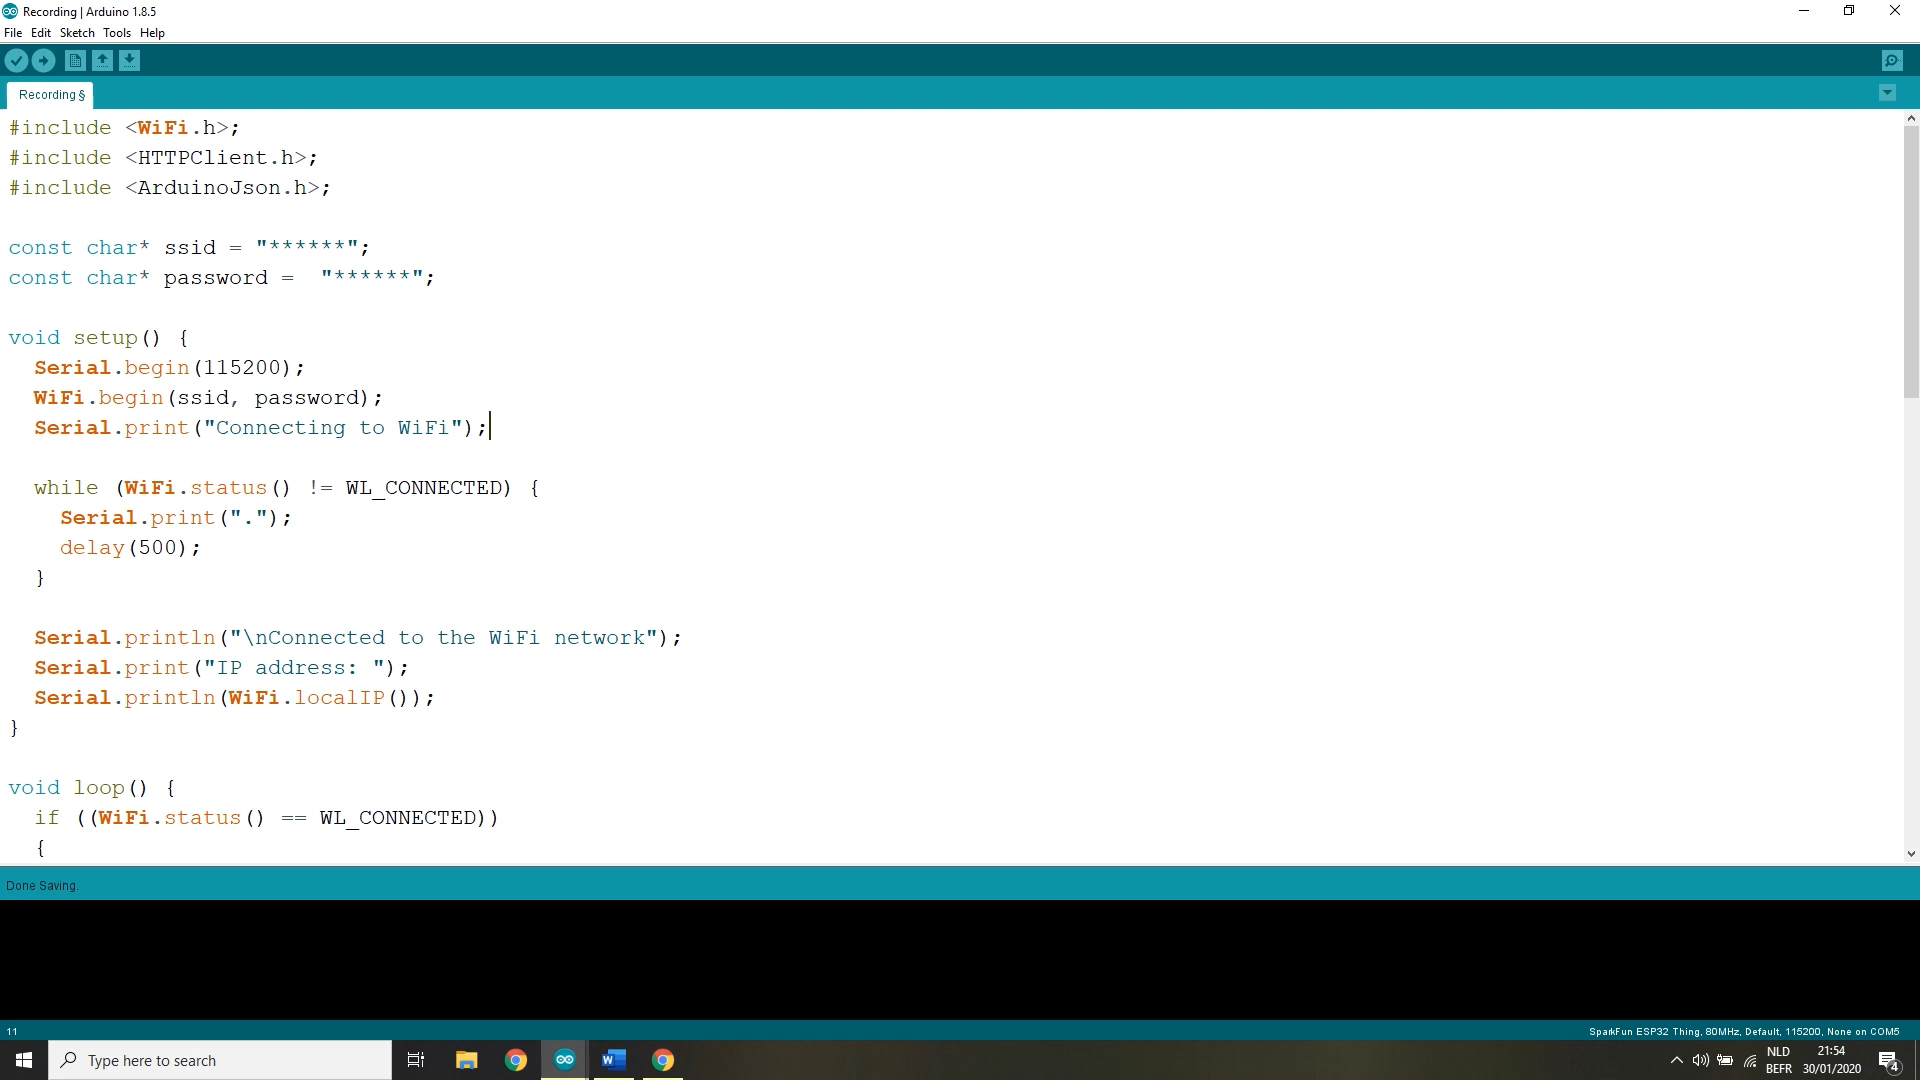 Recording | Arduino 1.8.5
File Edit Sketch Tools Help
Recording §
#include <WiFi.h>;
#include <HTTPClient.h>;
#include <ArduinoJson.h>;
const char* ssid = "******";
const char* password =  "******";
void setup() {
  Serial.begin(115200);
  WiFi.begin(ssid, password);
  Serial.print("Connecting to WiFi");
  while (WiFi.status() != WL_CONNECTED) {
    Serial.print(".");
    delay(500);
  }
  Serial.println("\nConnected to the WiFi network");
  Serial.print("IP address: ");
  Serial.println(WiFi.localIP());
}
void loop() {
  if ((WiFi.status() == WL_CONNECTED))
  {
Done Saving.
11
SparkFun ESP32 Thing, 80MHz, Default, 115200, None on COM5
Type here to search
NLD
BEFR
21:54
30/01/2020
4